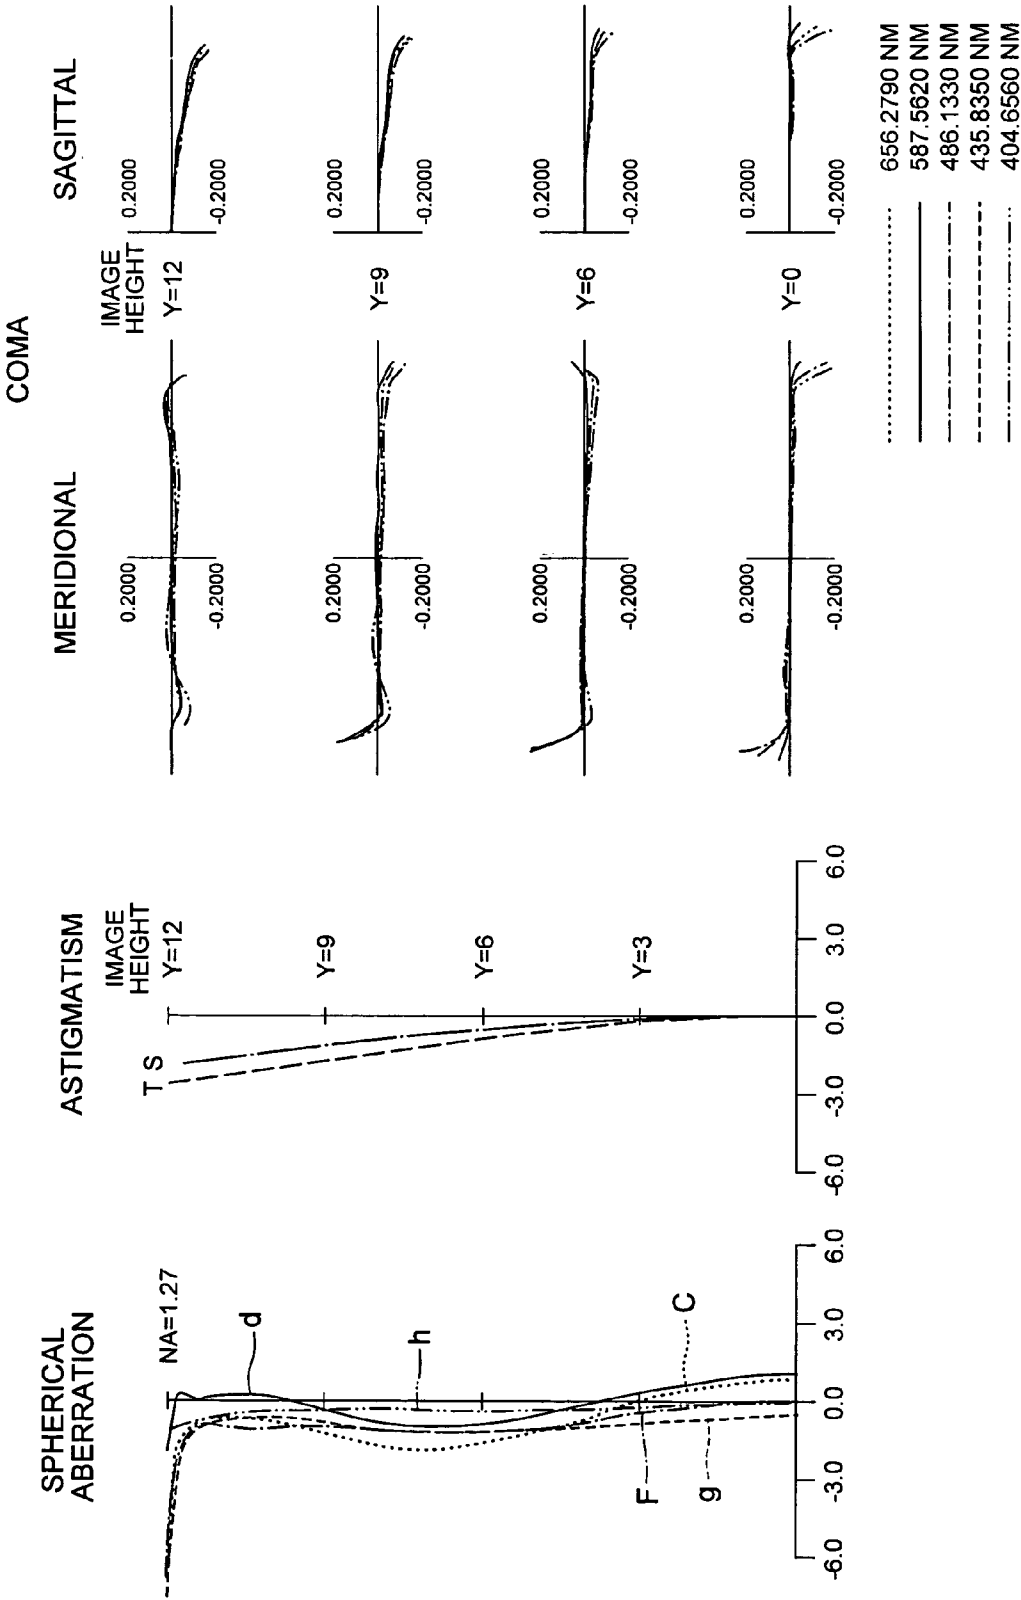 SPHERICAL
ABERRATION
NA=1.27
d
h
C
F
g
-6.0 -3.0 0.0 3.0 6.0
ASTIGMATISM
IMAGE
HEIGHT
Y=12
T S
Y=9
Y=6
Y=3
-6.0 -3.0 0.0 3.0 6.0
COMA
MERIDIONAL
IMAGE
HEIGHT
SAGITTAL
0.2000
-0.2000
Y=12
0.2000
-0.2000
0.2000
-0.2000
Y=9
0.2000
-0.2000
0.2000
-0.2000
Y=6
0.2000
-0.2000
0.2000
-0.2000
Y=0
0.2000
-0.2000
656.2790 NM
587.5620 NM
486.1330 NM
435.8350 NM
404.6560 NM